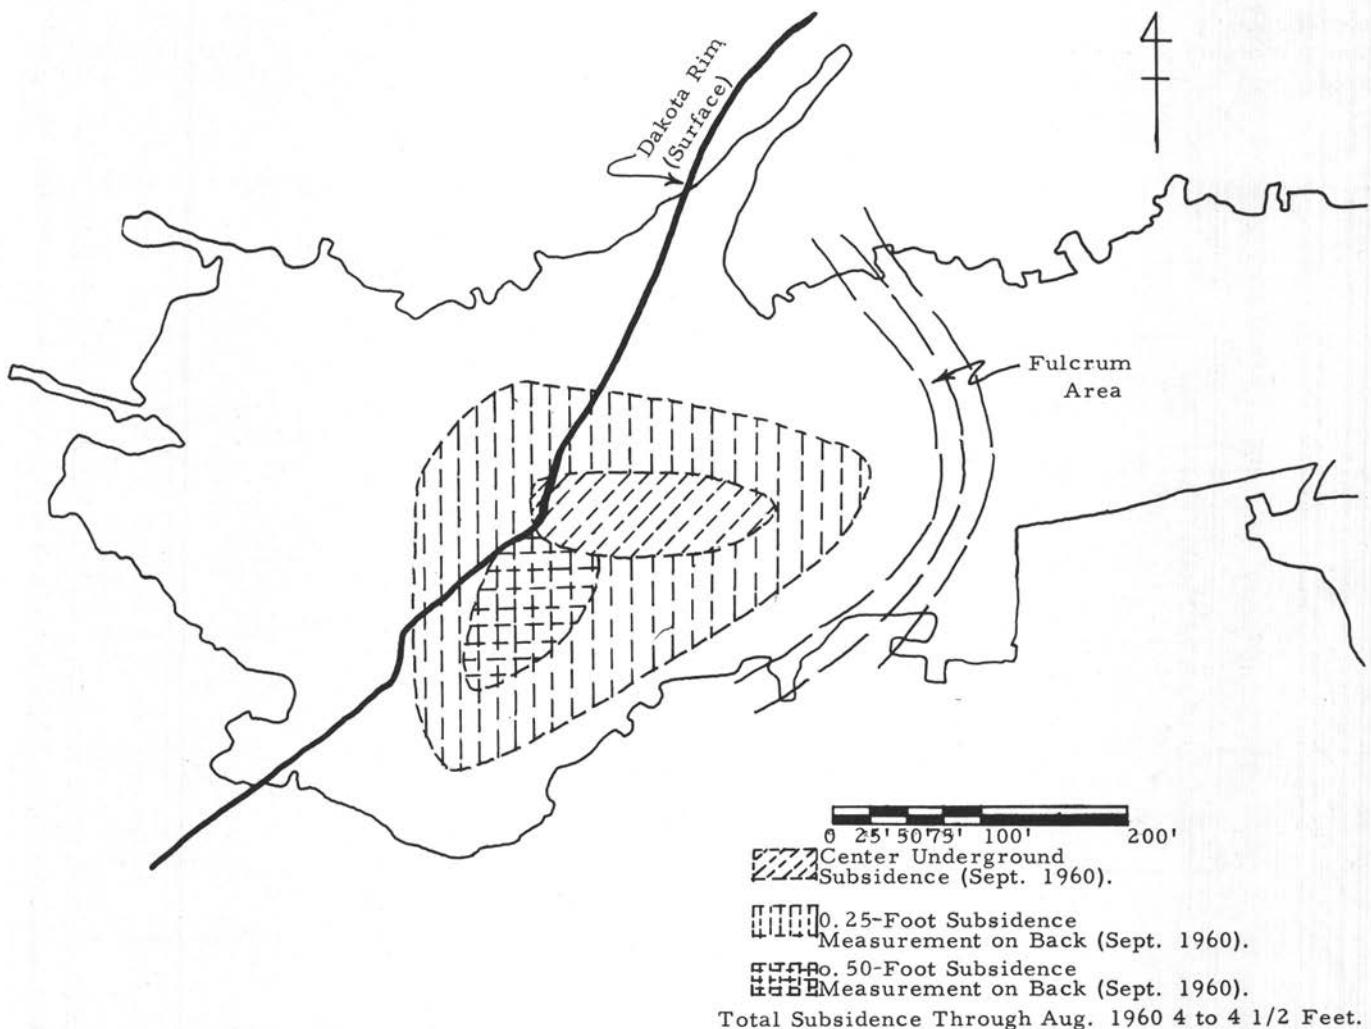 Dakota Rim
(Surface)
Fulcrum
Area
0 25' 50' 75' 100' 200'
Center Underground
Subsidence (Sept. 1960).
0.25-Foot Subsidence
Measurement on Back (Sept. 1960).
o.50-Foot Subsidence
Measurement on Back (Sept. 1960).
Total Subsidence Through Aug. 1960 4 to 4 1/2 Feet.